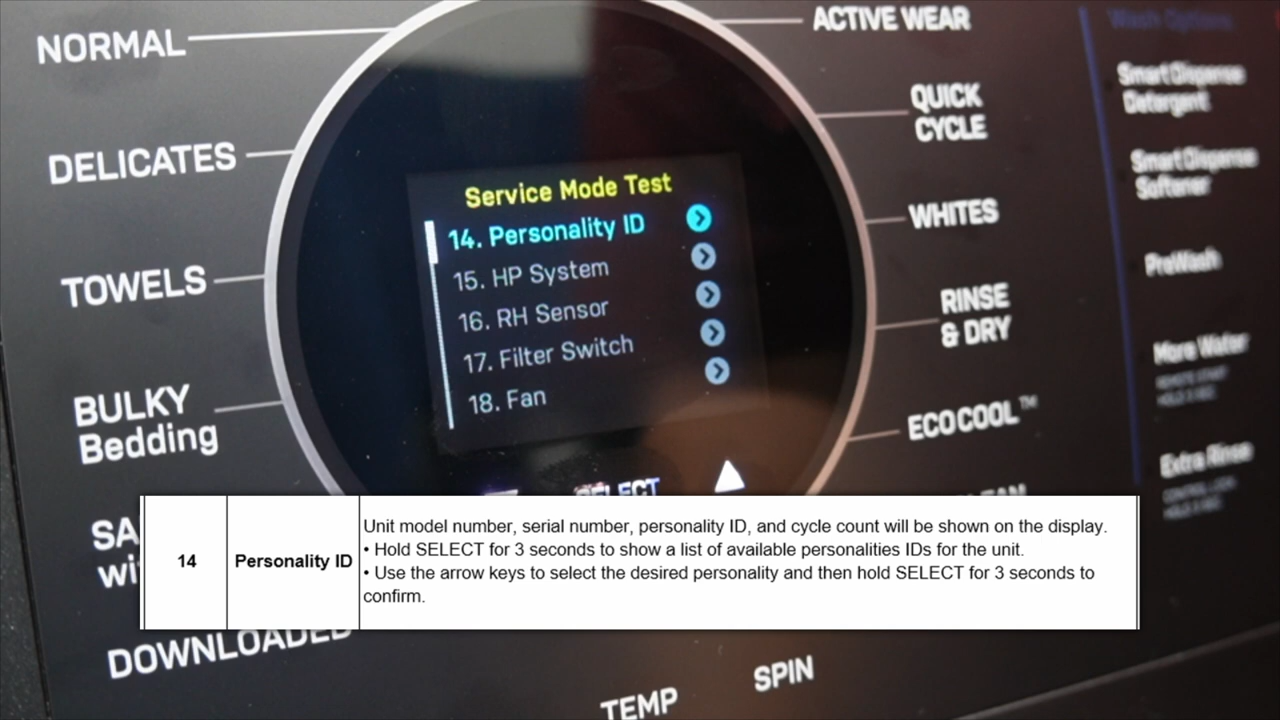 NORMAL
DELICATES
TOWELS
BULKY
Bedding
SA
wi
DOWNLOADED
Service Mode Test
14. Personality ID
15. HP System
16. RH Sensor
17. Filter Switch
18. Fan
SELECT
ACTIVE WEAR
QUICK
CYCLE
WHITES
RINSE
& DRY
ECOCOOL™
Wash Options
Smart Dispense
Detergent
Smart Dispense
Softener
PreWash
More Water
Extra Rinse
14 Personality ID
Unit model number, serial number, personality ID, and cycle count will be shown on the display.
• Hold SELECT for 3 seconds to show a list of available personalities IDs for the unit.
• Use the arrow keys to select the desired personality and then hold SELECT for 3 seconds to
confirm.
TEMP
SPIN